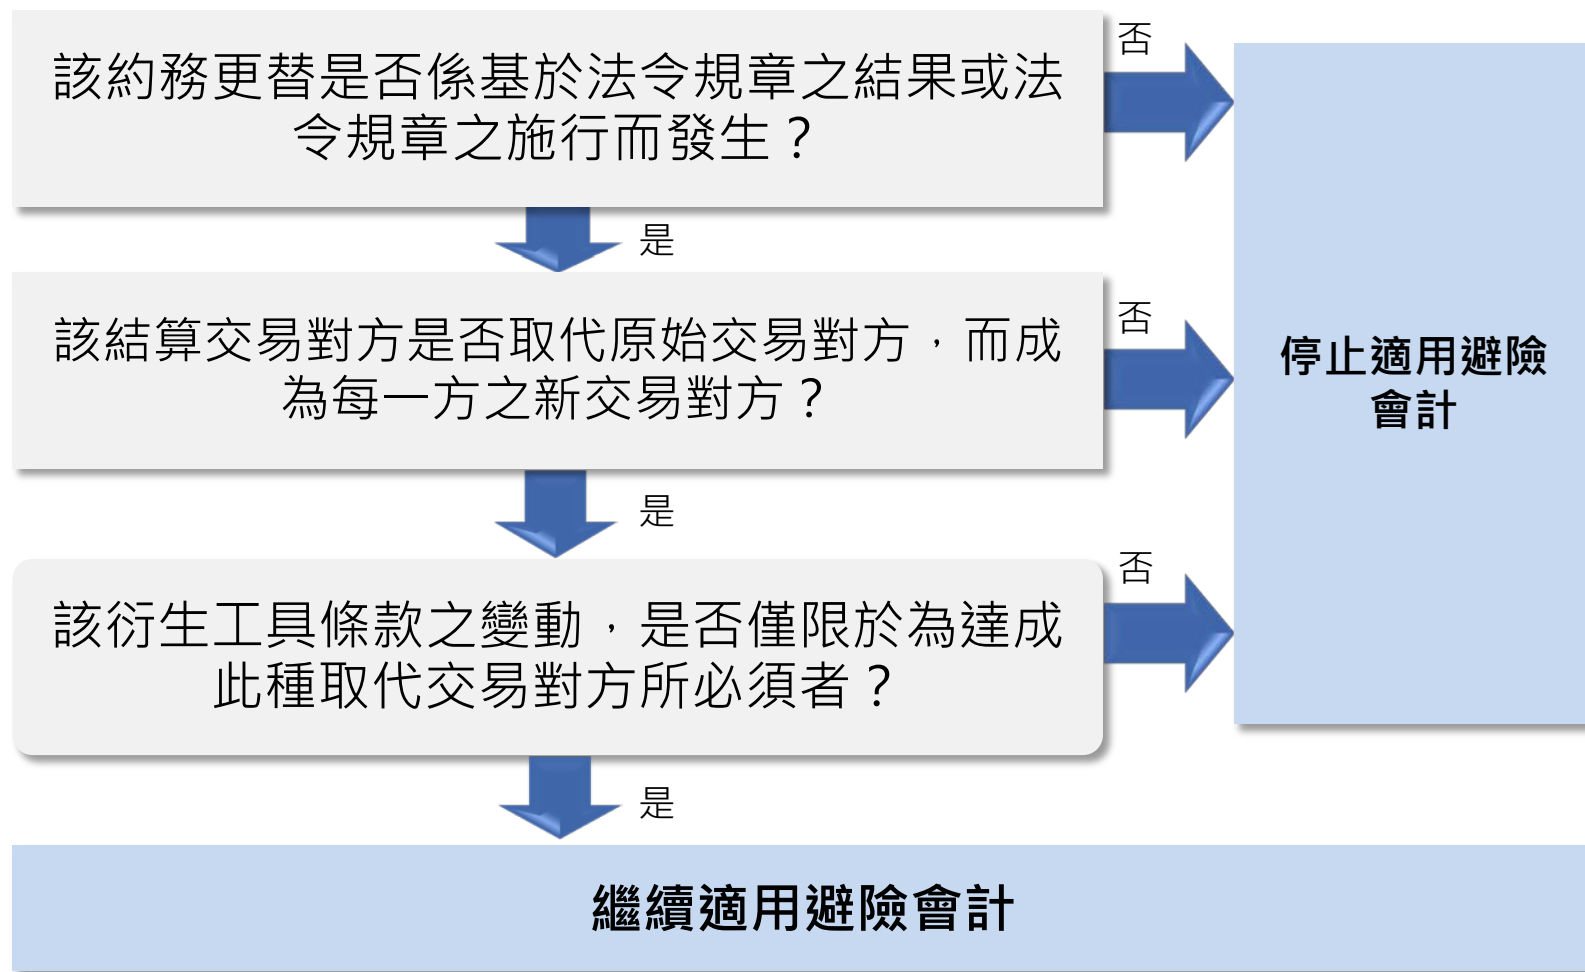 該約務更替是否係基於法令規章之結果或法
令規章之施行而發生？
否
是
該結算交易對方是否取代原始交易對方，而成
為每一方之新交易對方？
否
停止適用避險
會計
是
該衍生工具條款之變動，是否僅限於為達成
此種取代交易對方所必須者？
否
是
繼續適用避險會計